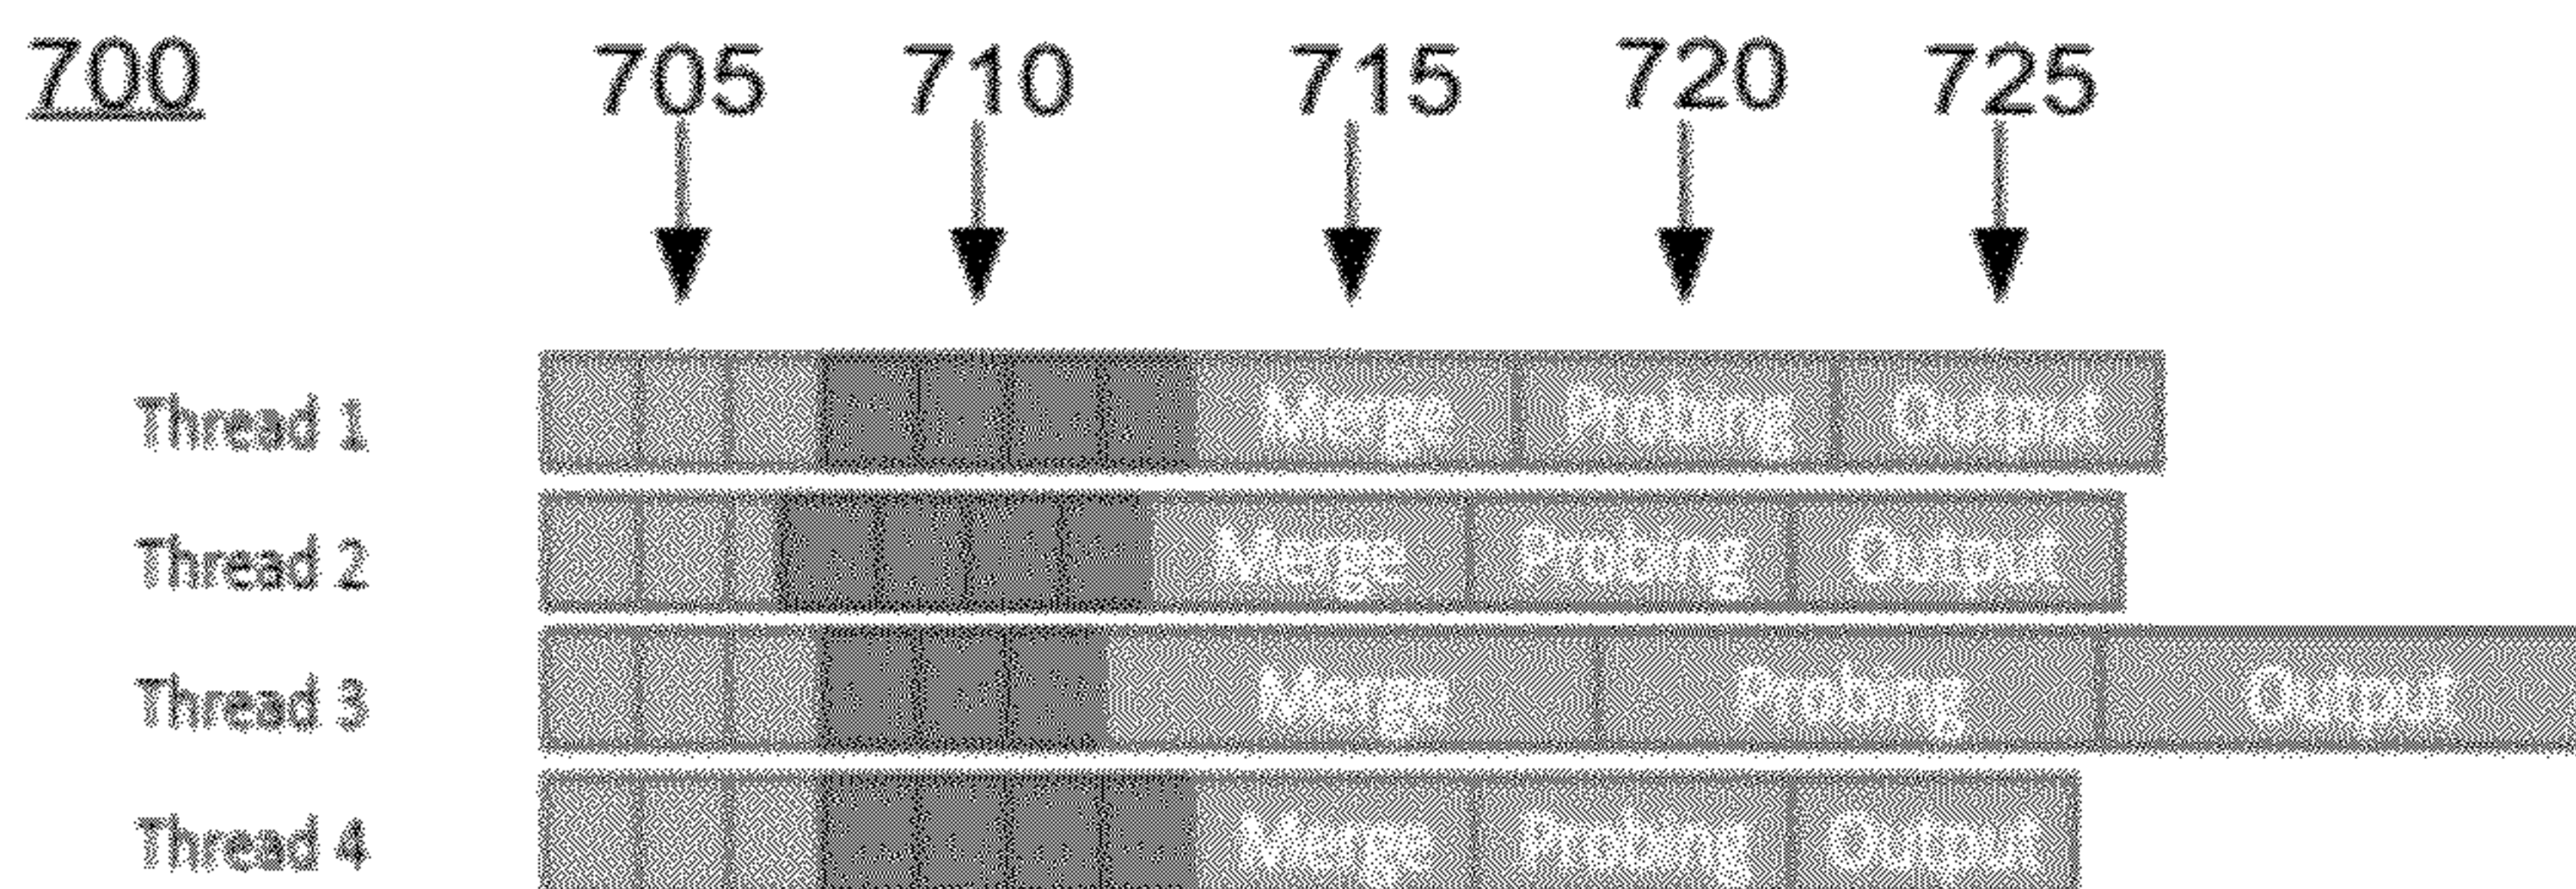 700 705 710 715 720 725
Thread 1 Merge Probing Output
Thread 2 Merge Probing Output
Thread 3 Merge Probing Output
Thread 4 Merge Probing Output